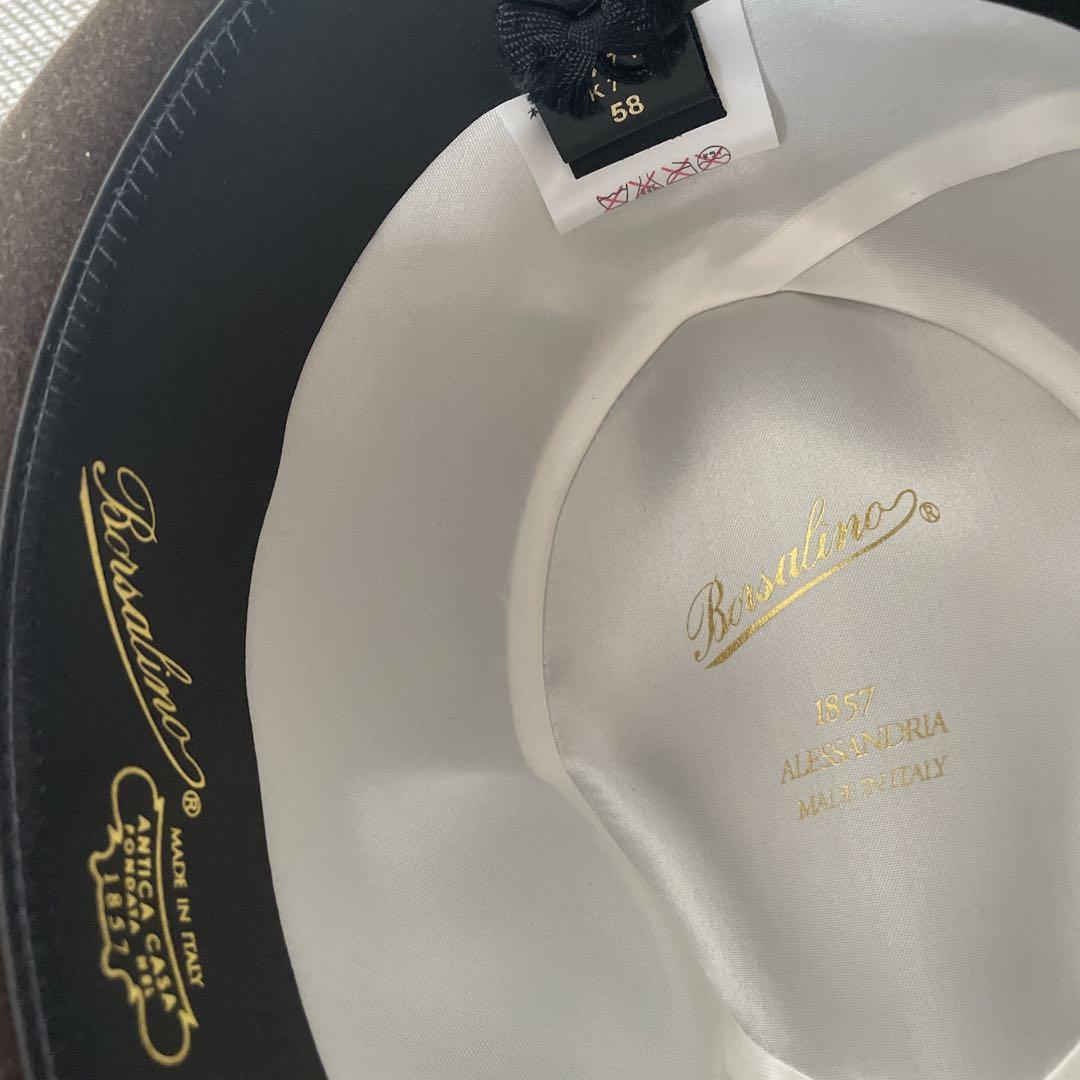 58
Borsalino®
1857
ALESSANDRIA
MADE IN ITALY
Borsalino®
MADE IN ITALY
ANTICA CASA
FONDATA NEL
1857